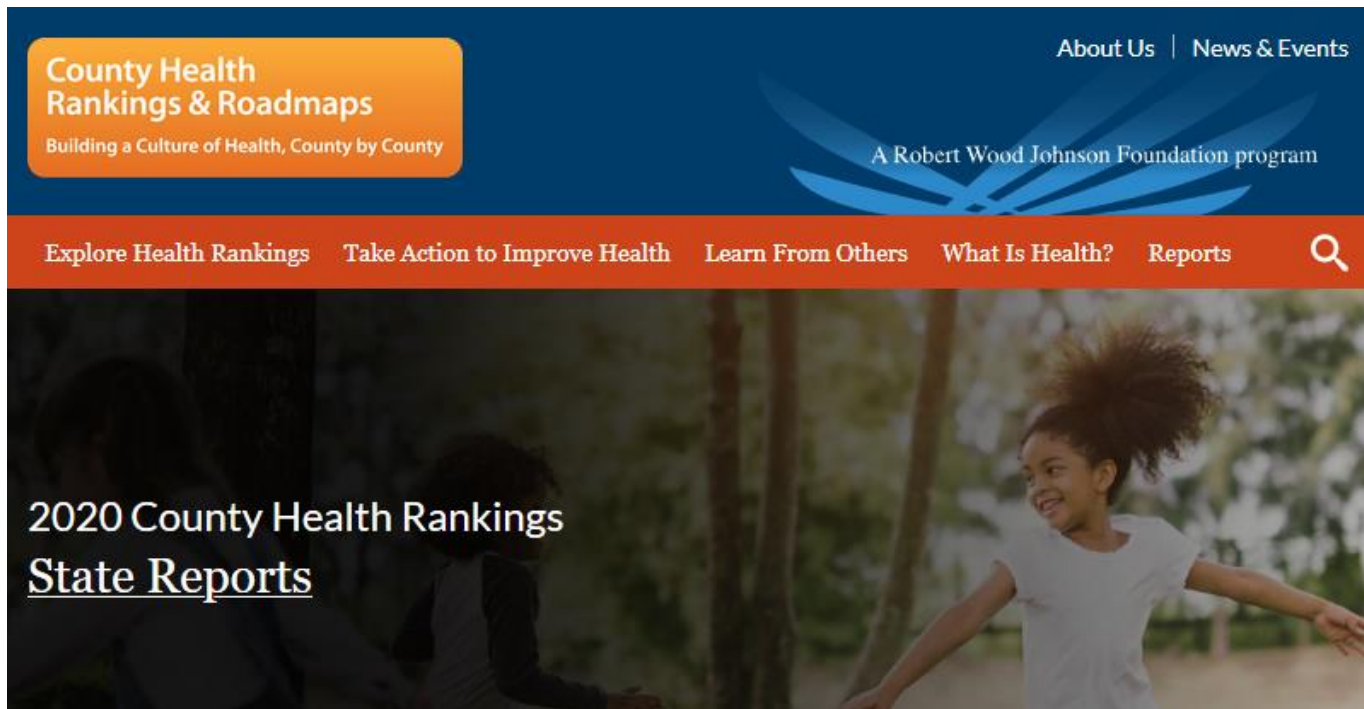 County Health
Rankings & Roadmaps
Building a Culture of Health, County by County
About Us | News & Events
A Robert Wood Johnson Foundation program
Explore Health Rankings Take Action to Improve Health Learn From Others What Is Health? Reports
2020 County Health Rankings
State Reports